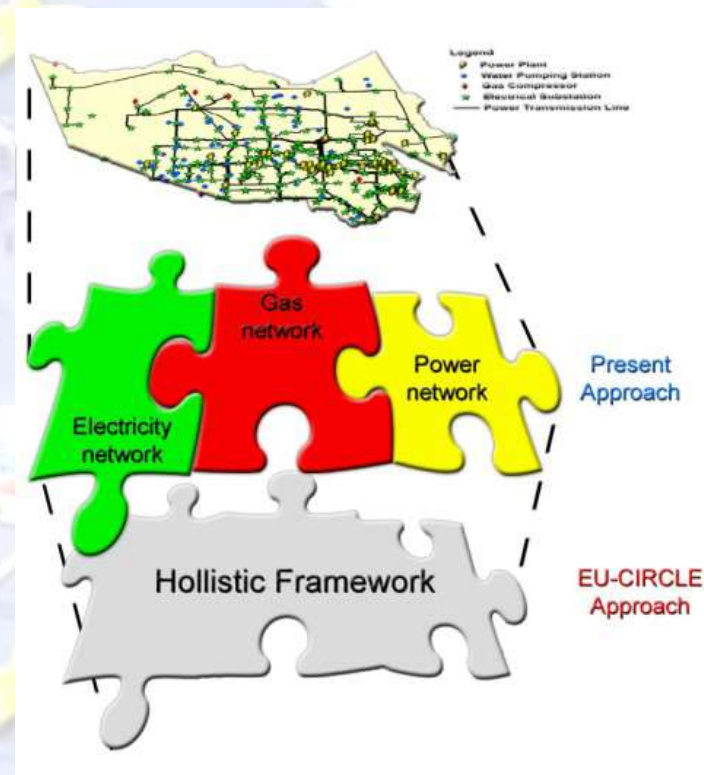 Legend
Power Plant
Water Pumping Station
Gas Compressor
Electrical Substation
Power Transmission Line
Gas
network
Power
network
Present
Approach
Electricity
network
Hollistic Framework
EU-CIRCLE
Approach